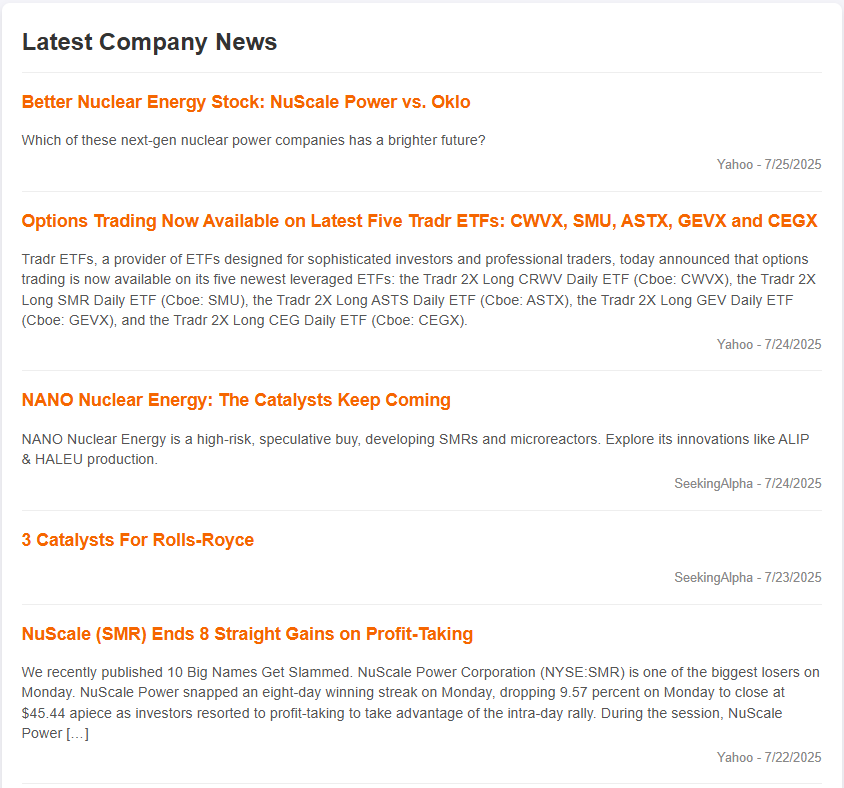 Latest Company News
Better Nuclear Energy Stock: NuScale Power vs. Oklo
Which of these next-gen nuclear power companies has a brighter future?
Yahoo - 7/25/2025
Options Trading Now Available on Latest Five Tradr ETFs: CWVX, SMU, ASTX, GEVX and CEGX
Tradr ETFs, a provider of ETFs designed for sophisticated investors and professional traders, today announced that options
trading is now available on its five newest leveraged ETFs: the Tradr 2X Long CRWV Daily ETF (Cboe: CWVX), the Tradr 2X
Long SMR Daily ETF (Cboe: SMU), the Tradr 2X Long ASTS Daily ETF (Cboe: ASTX), the Tradr 2X Long GEV Daily ETF
(Cboe: GEVX), and the Tradr 2X Long CEG Daily ETF (Cboe: CEGX).
Yahoo - 7/24/2025
NANO Nuclear Energy: The Catalysts Keep Coming
NANO Nuclear Energy is a high-risk, speculative buy, developing SMRs and microreactors. Explore its innovations like ALIP
& HALEU production.
SeekingAlpha - 7/24/2025
3 Catalysts For Rolls-Royce
SeekingAlpha - 7/23/2025
NuScale (SMR) Ends 8 Straight Gains on Profit-Taking
We recently published 10 Big Names Get Slammed. NuScale Power Corporation (NYSE:SMR) is one of the biggest losers on
Monday. NuScale Power snapped an eight-day winning streak on Monday, dropping 9.57 percent on Monday to close at
$45.44 apiece as investors resorted to profit-taking to take advantage of the intra-day rally. During the session, NuScale
Power […]
Yahoo - 7/22/2025